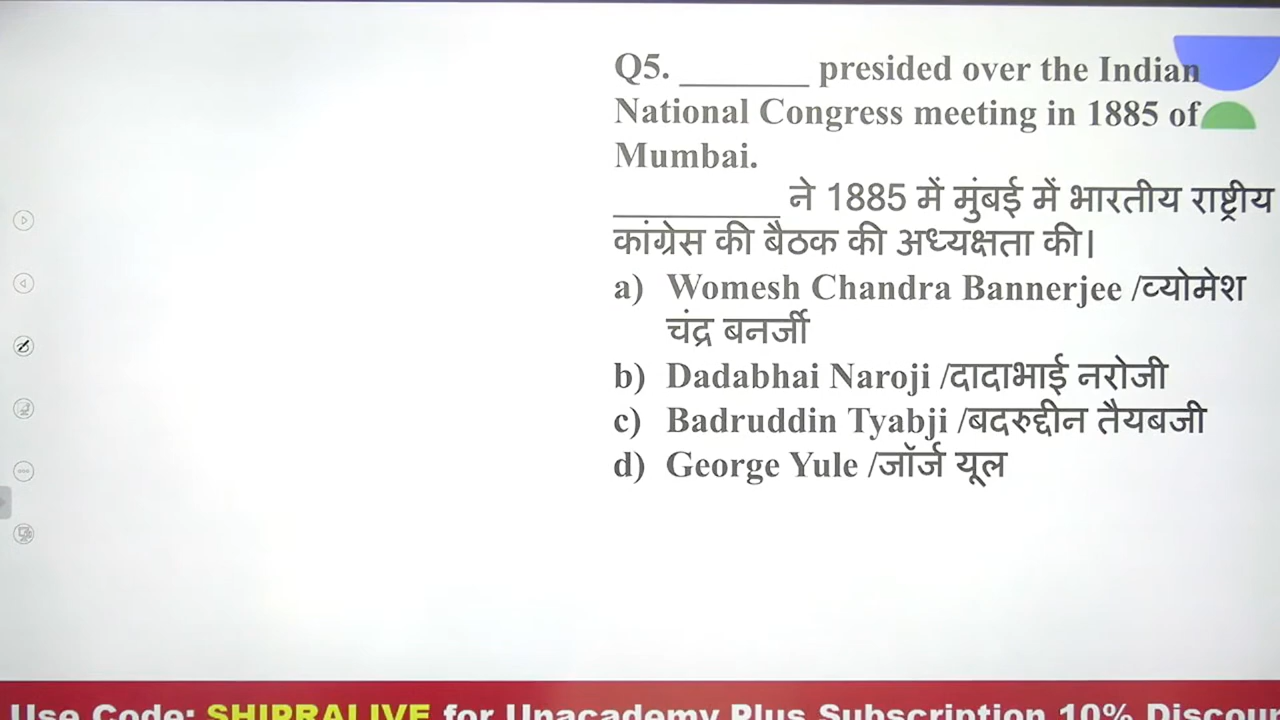 Q5. ________ presided over the Indian
National Congress meeting in 1885 of
Mumbai.
__________ ने 1885 में मुंबई में भारतीय राष्ट्रीय
कांग्रेस की बैठक की अध्यक्षता की।
a) Womesh Chandra Bannerjee /व्योमेश
चंद्र बनर्जी
b) Dadabhai Naroji /दादाभाई नरोजी
c) Badruddin Tyabji /बदरुद्दीन तैयबजी
d) George Yule /जॉर्ज यूल
Use Code: SHIPRALIVE for Unacademy Plus Subscription 10% Discoun